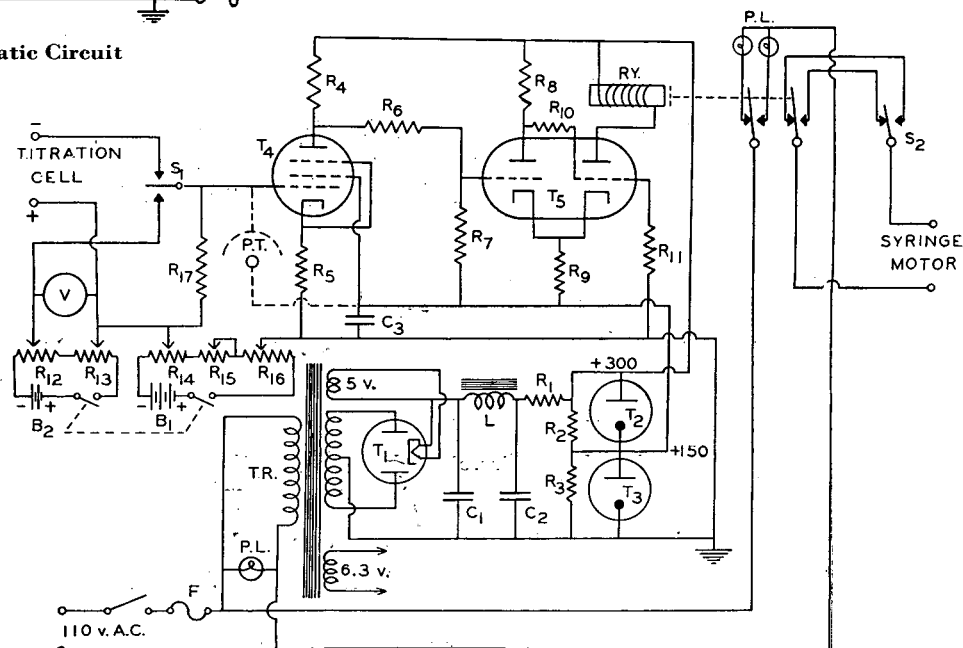 atic Circuit
P.L.
R4
R6
R8
R10
RY.
T4
T5
S1
S2
−
TITRATION
CELL
+
P.T.
R17
R5
R7
R9
R11
SYRINGE
MOTOR
V
C3
R12
R13
R14
R15
R16
− +
B2
− +
B1
5 v.
L
R1
+300
T2
R2
+150
T1
T.R.
R3
T3
C1
C2
P.L.
6.3 v.
F
110 v. A.C.